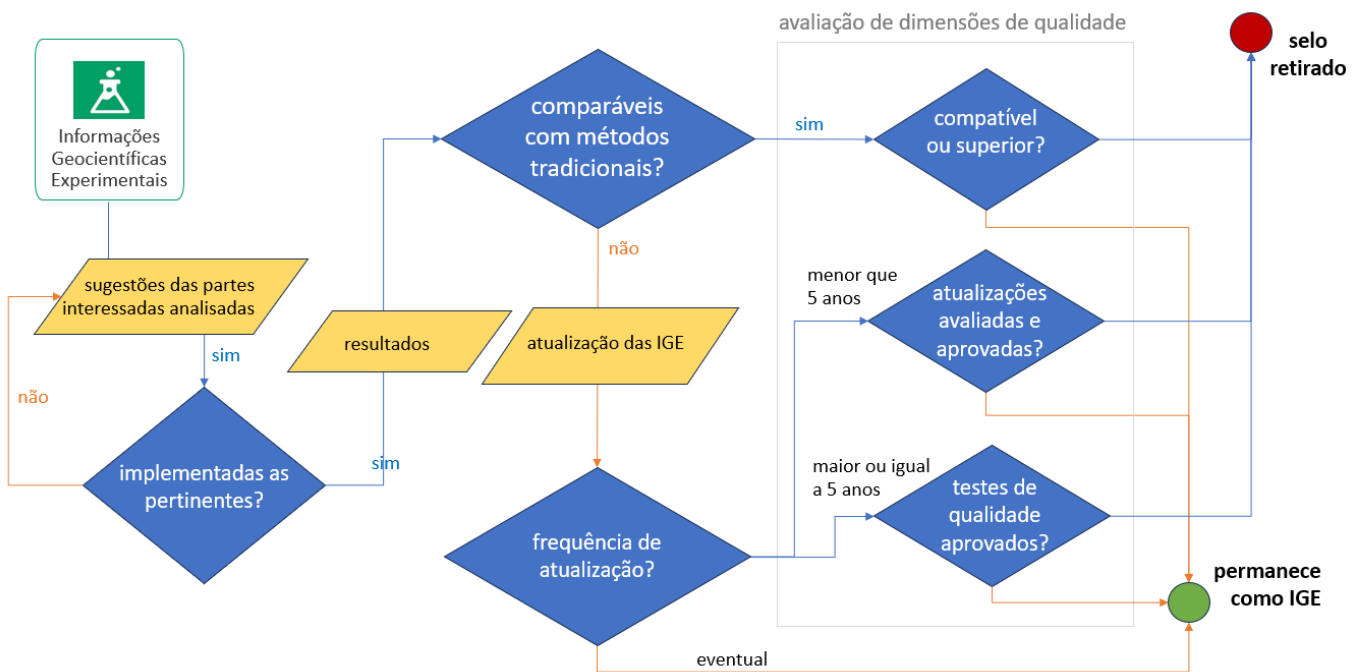 avaliação de dimensões de qualidade
selo
retirado
Informações
Geocientíficas
Experimentais
comparáveis
com métodos
tradicionais?
sim
compatível
ou superior?
não
sugestões das partes
interessadas analisadas
sim
não
resultados
atualização das IGE
menor que
5 anos
atualizações
avaliadas e
aprovadas?
implementadas as
pertinentes?
sim
maior ou igual
a 5 anos
testes de
qualidade
aprovados?
frequência de
atualização?
permanece
como IGE
eventual